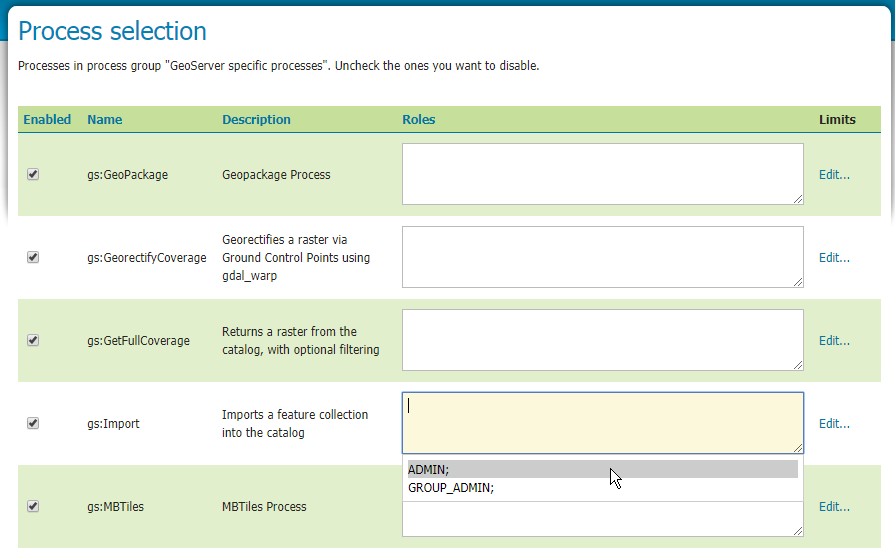 Process selection
Processes in process group "GeoServer specific processes". Uncheck the ones you want to disable.
Enabled Name Description Roles Limits
gs:GeoPackage Geopackage Process Edit...
Georectifies a raster via
gs:GeorectifyCoverage Ground Control Points using Edit...
gdal_warp
gs:GetFullCoverage Returns a raster from the Edit...
catalog, with optional filtering
gs:Import Imports a feature collection Edit...
into the catalog
ADMIN;
GROUP_ADMIN;
gs:MBTiles MBTiles Process Edit...